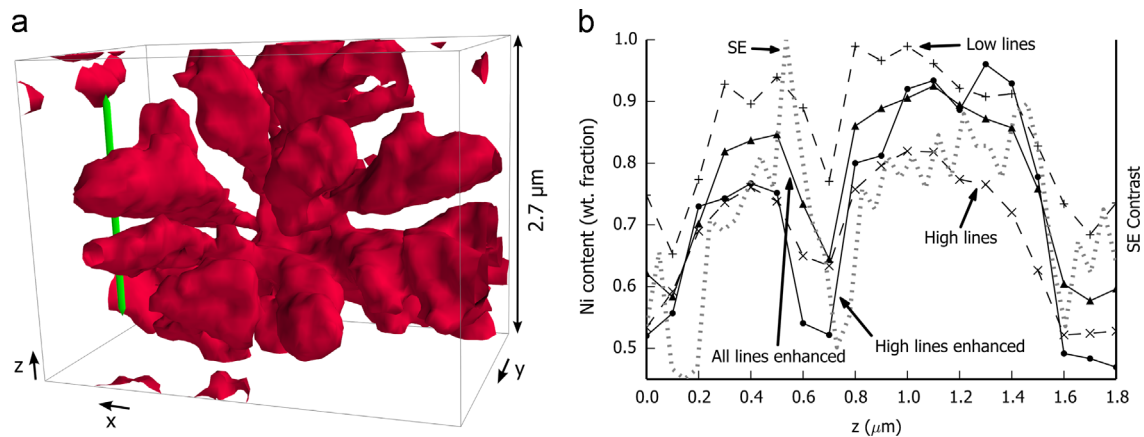 a
2.7 μm
z
x
y
b
Ni content (wt. fraction)
1.0
0.9
0.8
0.7
0.6
0.5
SE
Low lines
High lines
All lines enhanced
High lines enhanced
SE Contrast
0.0 0.2 0.4 0.6 0.8 1.0 1.2 1.4 1.6 1.8
z (μm)